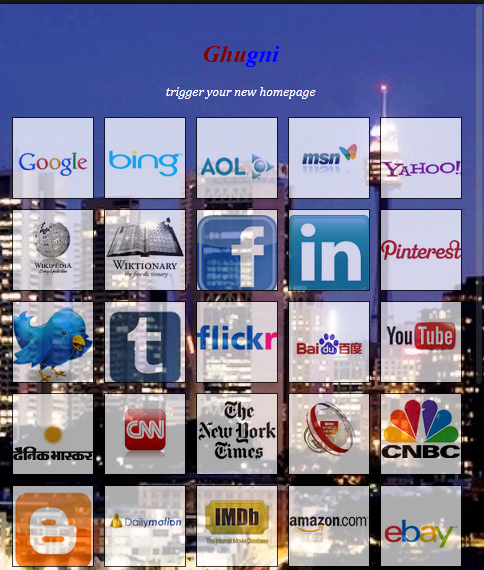 Ghugni
trigger your new homepage
Google
bing
AOL
msn
YAHOO!
WIKIPEDIA
WIKTIONARY
the free dictionary
f
in
Pinterest
t
flickr
Bai du 百度
YouTube
दैनिक भास्कर
CNN
The
New York
Times
CNBC
B
Dailymotion
IMDb
The Internet Movie Database
amazon.com
ebay